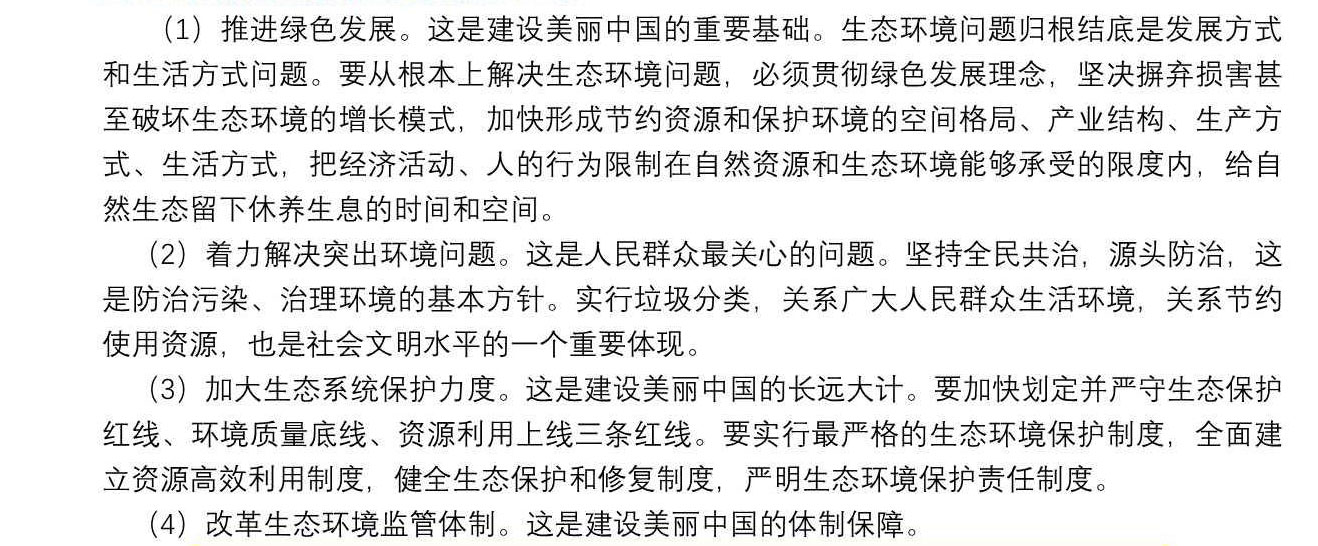 （1）推进绿色发展。这是建设美丽中国的重要基础。生态环境问题归根结底是发展方式
和生活方式问题。要从根本上解决生态环境问题，必须贯彻绿色发展理念，坚决摒弃损害甚
至破坏生态环境的增长模式，加快形成节约资源和保护环境的空间格局、产业结构、生产方
式、生活方式，把经济活动、人的行为限制在自然资源和生态环境能够承受的限度内，给自
然生态留下休养生息的时间和空间。
（2）着力解决突出环境问题。这是人民群众最关心的问题。坚持全民共治，源头防治，这
是防治污染、治理环境的基本方针。实行垃圾分类，关系广大人民群众生活环境，关系节约
使用资源，也是社会文明水平的一个重要体现。
（3）加大生态系统保护力度。这是建设美丽中国的长远大计。要加快划定并严守生态保护
红线、环境质量底线、资源利用上线三条红线。要实行最严格的生态环境保护制度，全面建
立资源高效利用制度，健全生态保护和修复制度，严明生态环境保护责任制度。
（4）改革生态环境监管体制。这是建设美丽中国的体制保障。